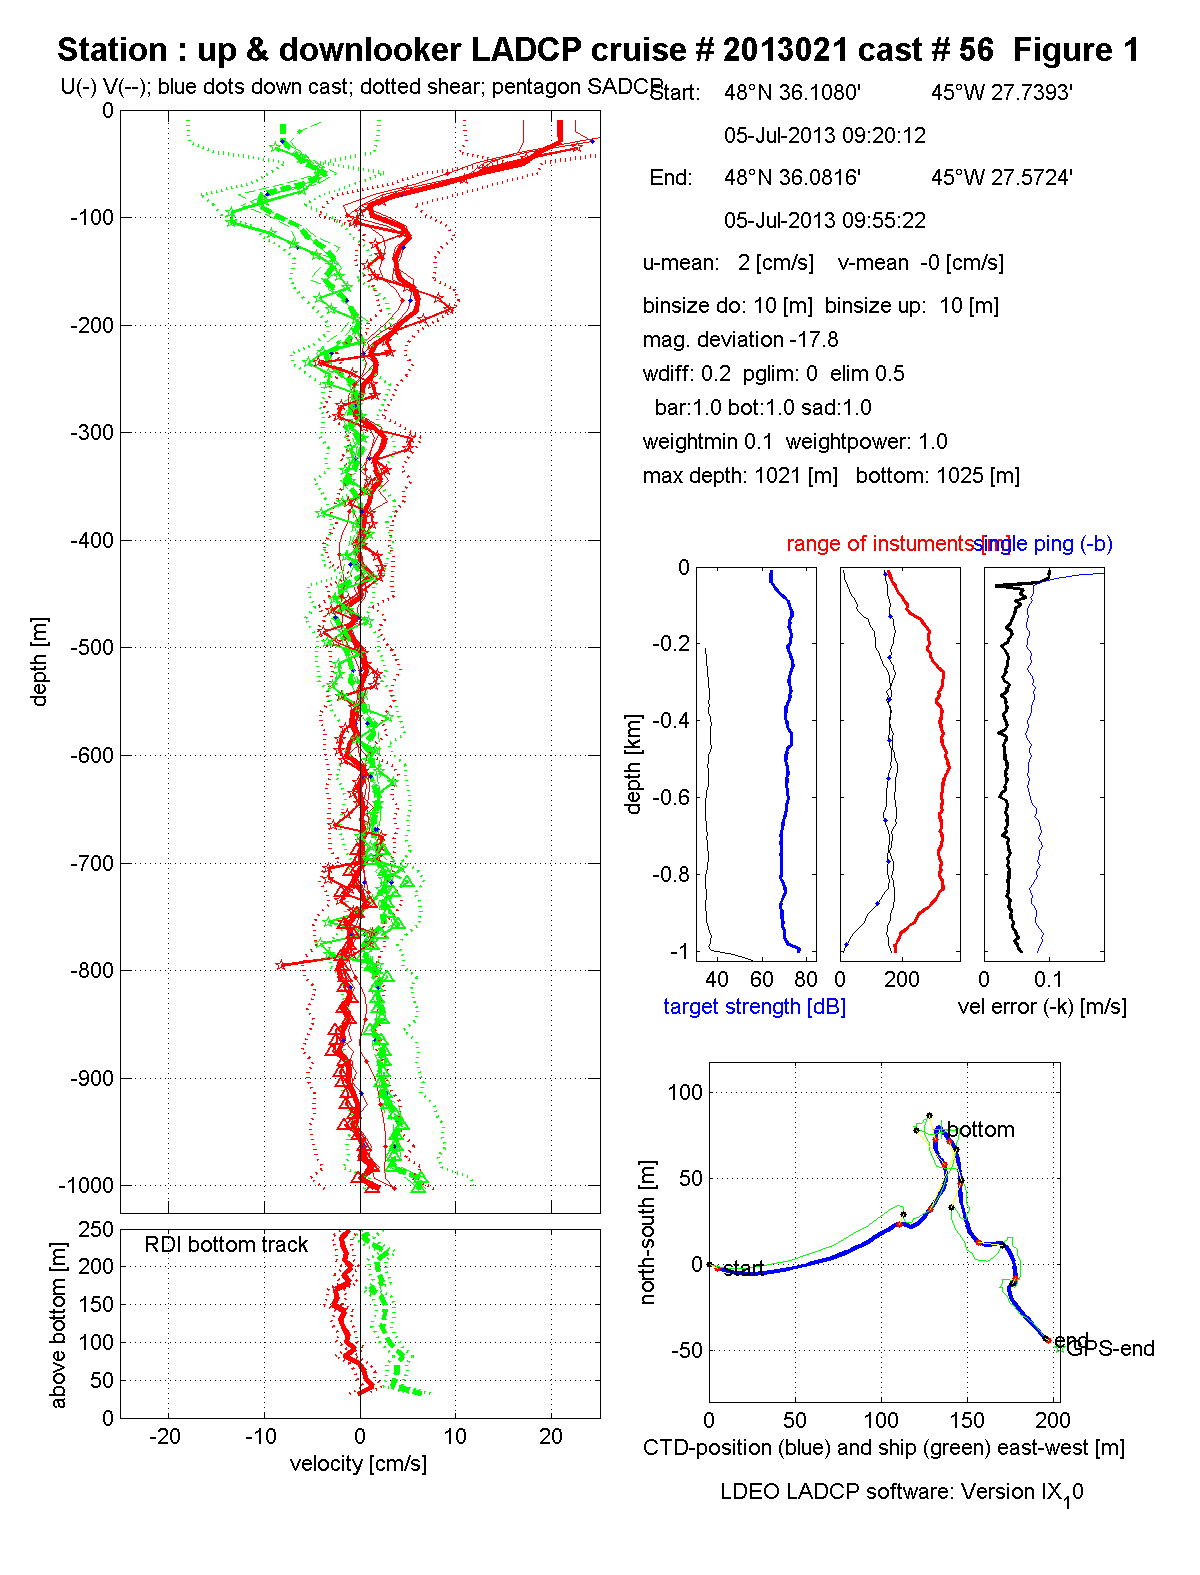 Station : up & downlooker LADCP cruise # 2013021 cast # 56  Figure 1
U(-) V(--); blue dots down cast; dotted shear; pentagon SADCP
Start: 48°N 36.1080' 45°W 27.7393'
05-Jul-2013 09:20:12
End: 48°N 36.0816' 45°W 27.5724'
05-Jul-2013 09:55:22
u-mean: 2 [cm/s] v-mean -0 [cm/s]
binsize do: 10 [m] binsize up: 10 [m]
mag. deviation -17.8
wdiff: 0.2 pglim: 0 elim 0.5
bar:1.0 bot:1.0 sad:1.0
weightmin 0.1 weightpower: 1.0
max depth: 1021 [m] bottom: 1025 [m]
0
-100
-200
-300
-400
-500
-600
-700
-800
-900
-1000
depth [m]
RDI bottom track
250
200
150
100
50
0
above bottom [m]
-20 -10 0 10 20
velocity [cm/s]
range of instuments [m]
single ping (-b)
0
-0.2
-0.4
-0.6
-0.8
-1
depth [km]
40 60 80
0 200
0 0.1
target strength [dB]
vel error (-k) [m/s]
100
50
0
-50
north-south [m]
bottom
start
end
GPS-end
0 50 100 150 200
CTD-position (blue) and ship (green) east-west [m]
LDEO LADCP software: Version IX10